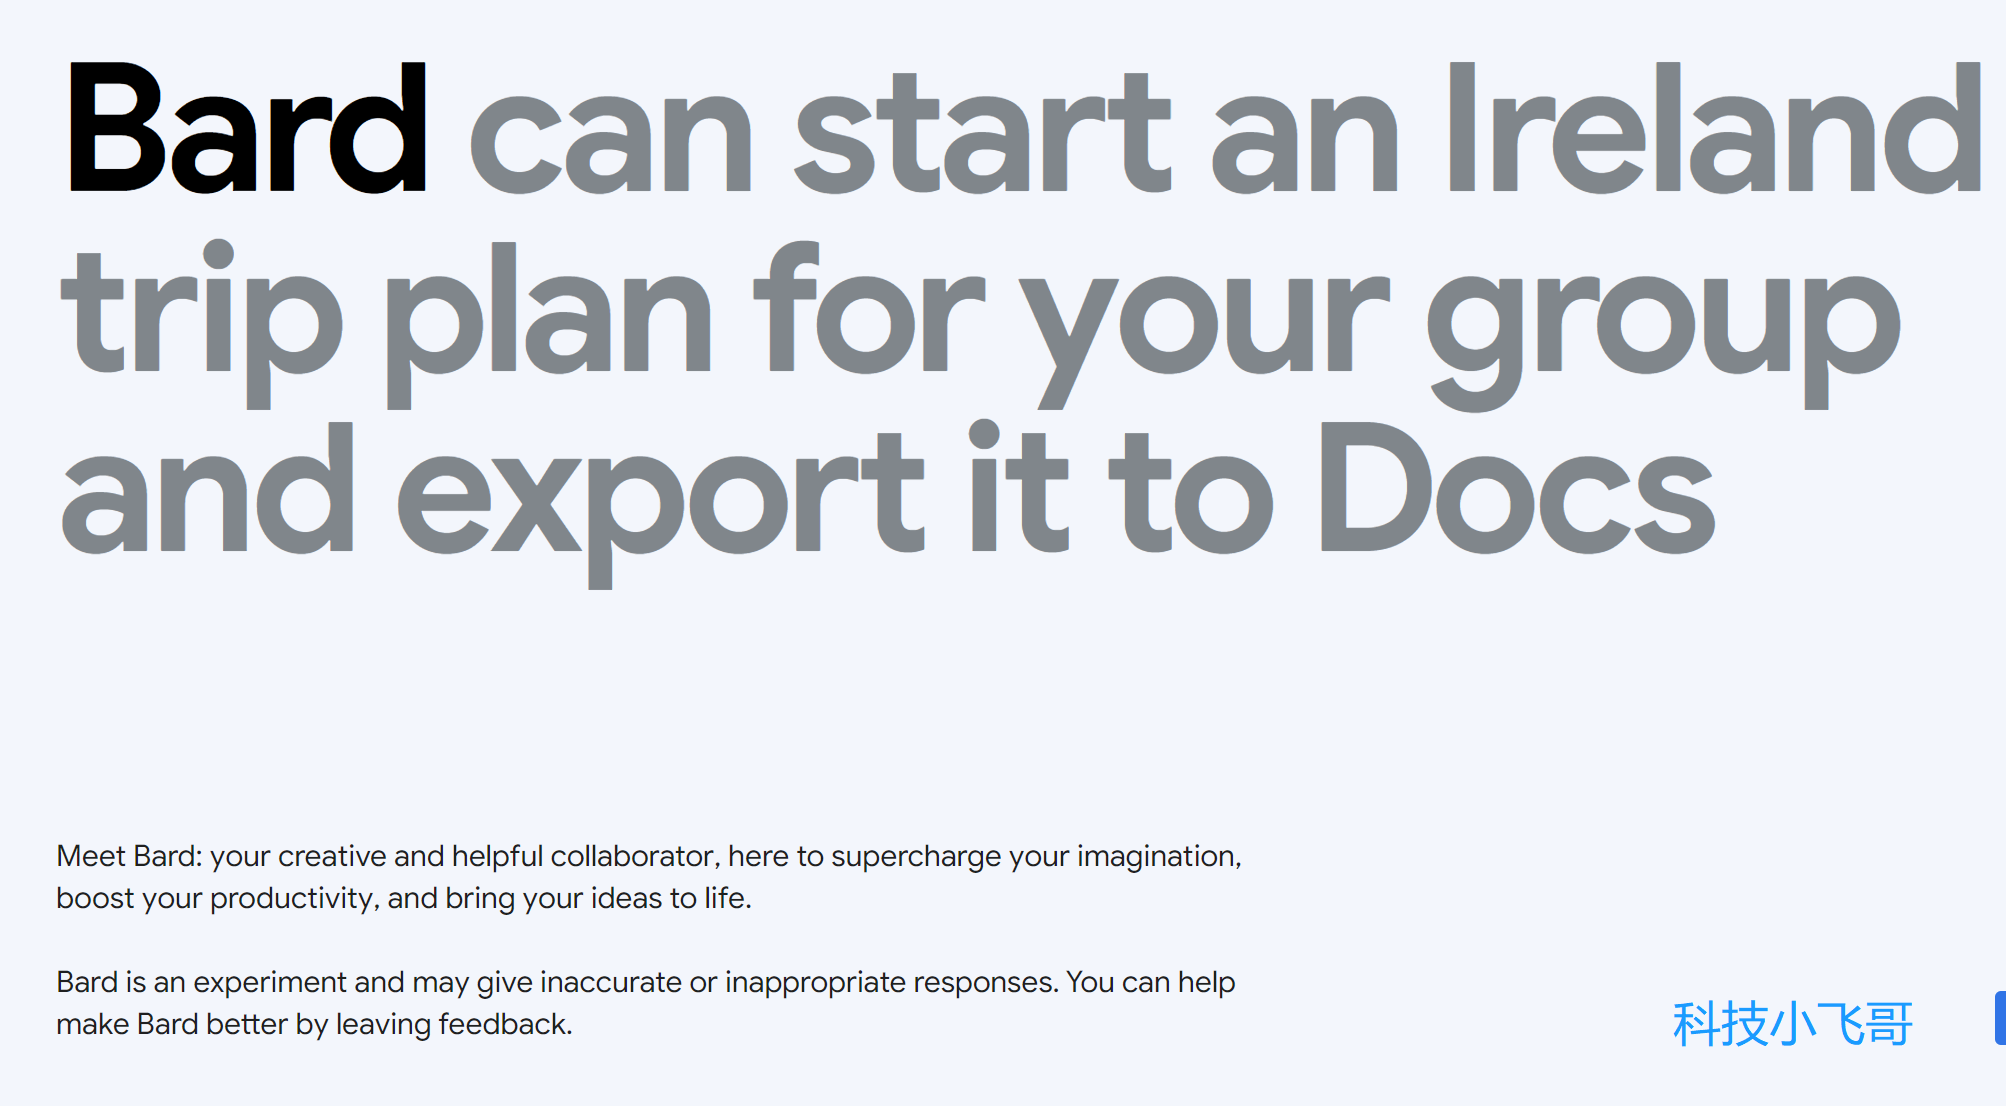 Bard can start an Ireland
trip plan for your group
and export it to Docs
Meet Bard: your creative and helpful collaborator, here to supercharge your imagination,
boost your productivity, and bring your ideas to life.
Bard is an experiment and may give inaccurate or inappropriate responses. You can help
make Bard better by leaving feedback.
科技小飞哥